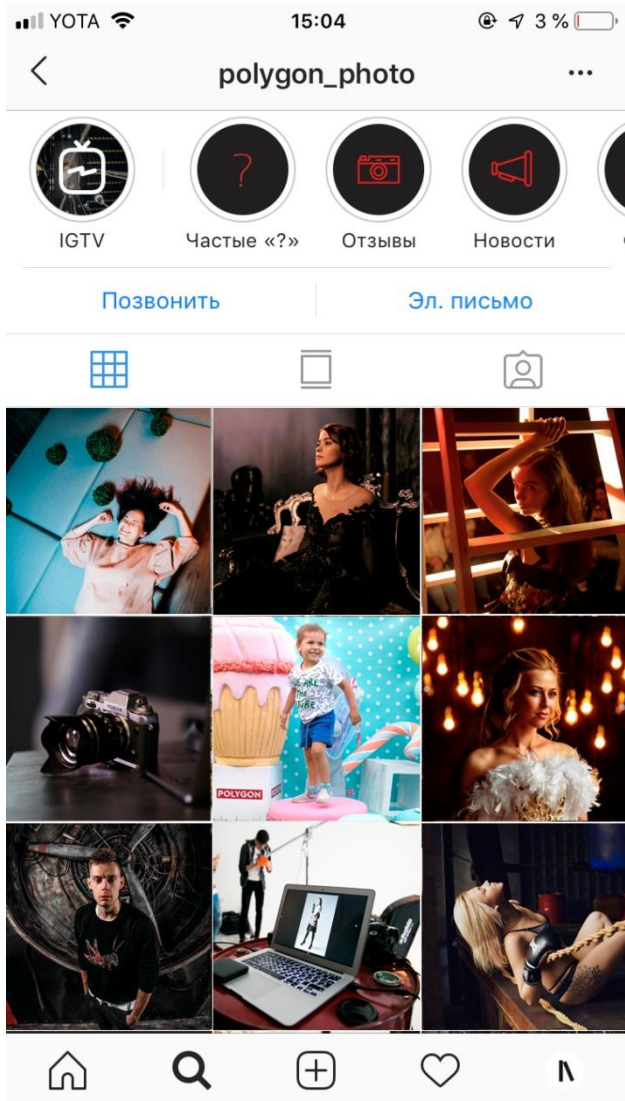 YOTA 15:04 3 %
polygon_photo
IGTV Частые «?» Отзывы Новости
Позвонить Эл. письмо
POLYGON